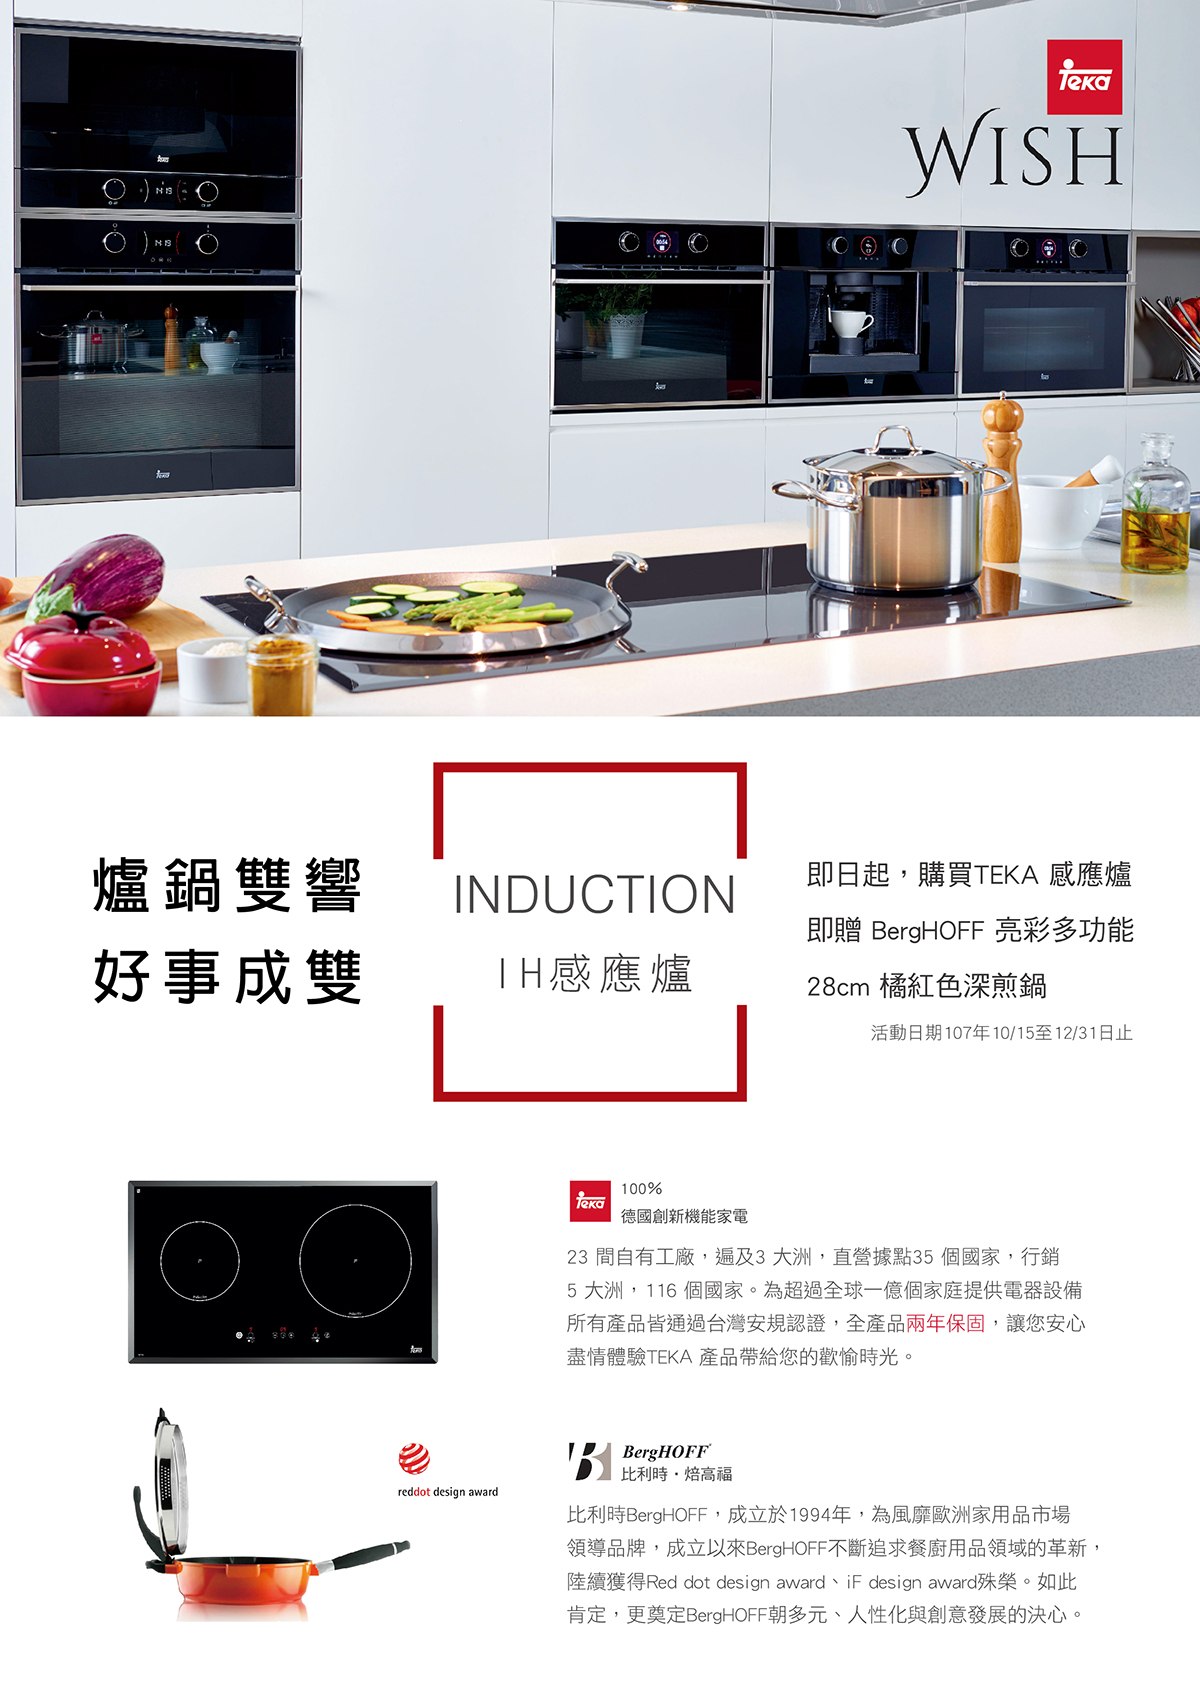 Teka
WISH
爐鍋雙響
好事成雙
INDUCTION
IH感應爐
即日起，購買TEKA 感應爐
即贈 BergHOFF 亮彩多功能
28cm 橘紅色深煎鍋
活動日期107年10/15至12/31日止
Teka
100%
德國創新機能家電
23 間自有工廠，遍及3 大洲，直營據點35 個國家，行銷
5 大洲，116 個國家。為超過全球一億個家庭提供電器設備
所有產品皆通過台灣安規認證，全產品兩年保固，讓您安心
盡情體驗TEKA 產品帶給您的歡愉時光。
reddot design award
BergHOFF
比利時·焙高福
比利時BergHOFF，成立於1994年，為風靡歐洲家用品市場
領導品牌，成立以來BergHOFF不斷追求餐廚用品領域的革新，
陸續獲得Red dot design award、iF design award殊榮。如此
肯定，更奠定BergHOFF朝多元、人性化與創意發展的決心。